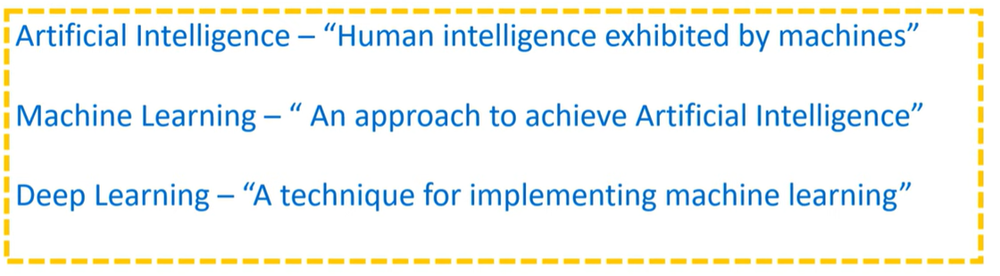 Artificial Intelligence – “Human intelligence exhibited by machines”
Machine Learning – “ An approach to achieve Artificial Intelligence”
Deep Learning – “A technique for implementing machine learning”